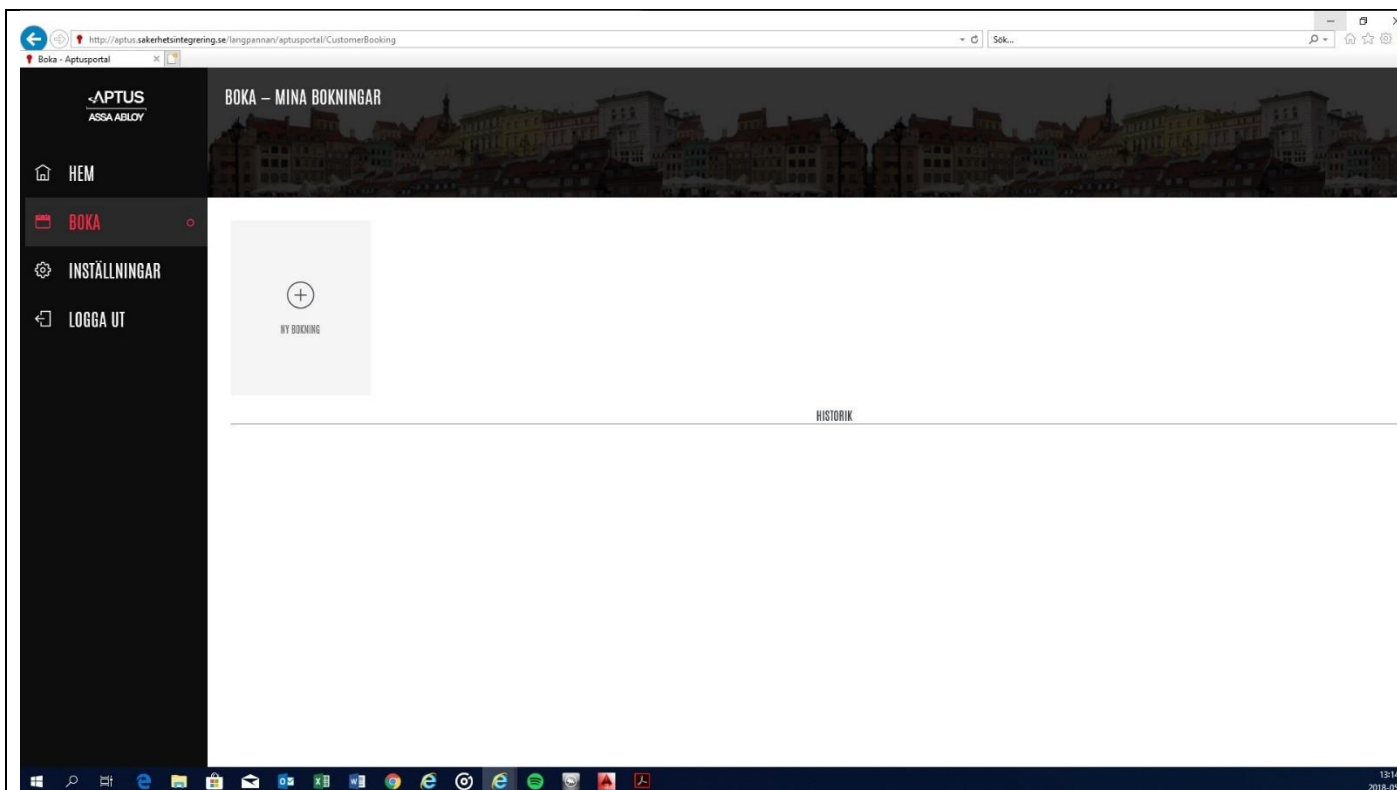 http://aptus.sakerhetsintegrering.se/langpannan/aptusportal/CustomerBooking
Sök...
Boka - Aptusportal
APTUS
ASSA ABLOY
BOKA – MINA BOKNINGAR
HEM
BOKA
INSTÄLLNINGAR
LOGGA UT
NY BOKNING
HISTORIK
13:14